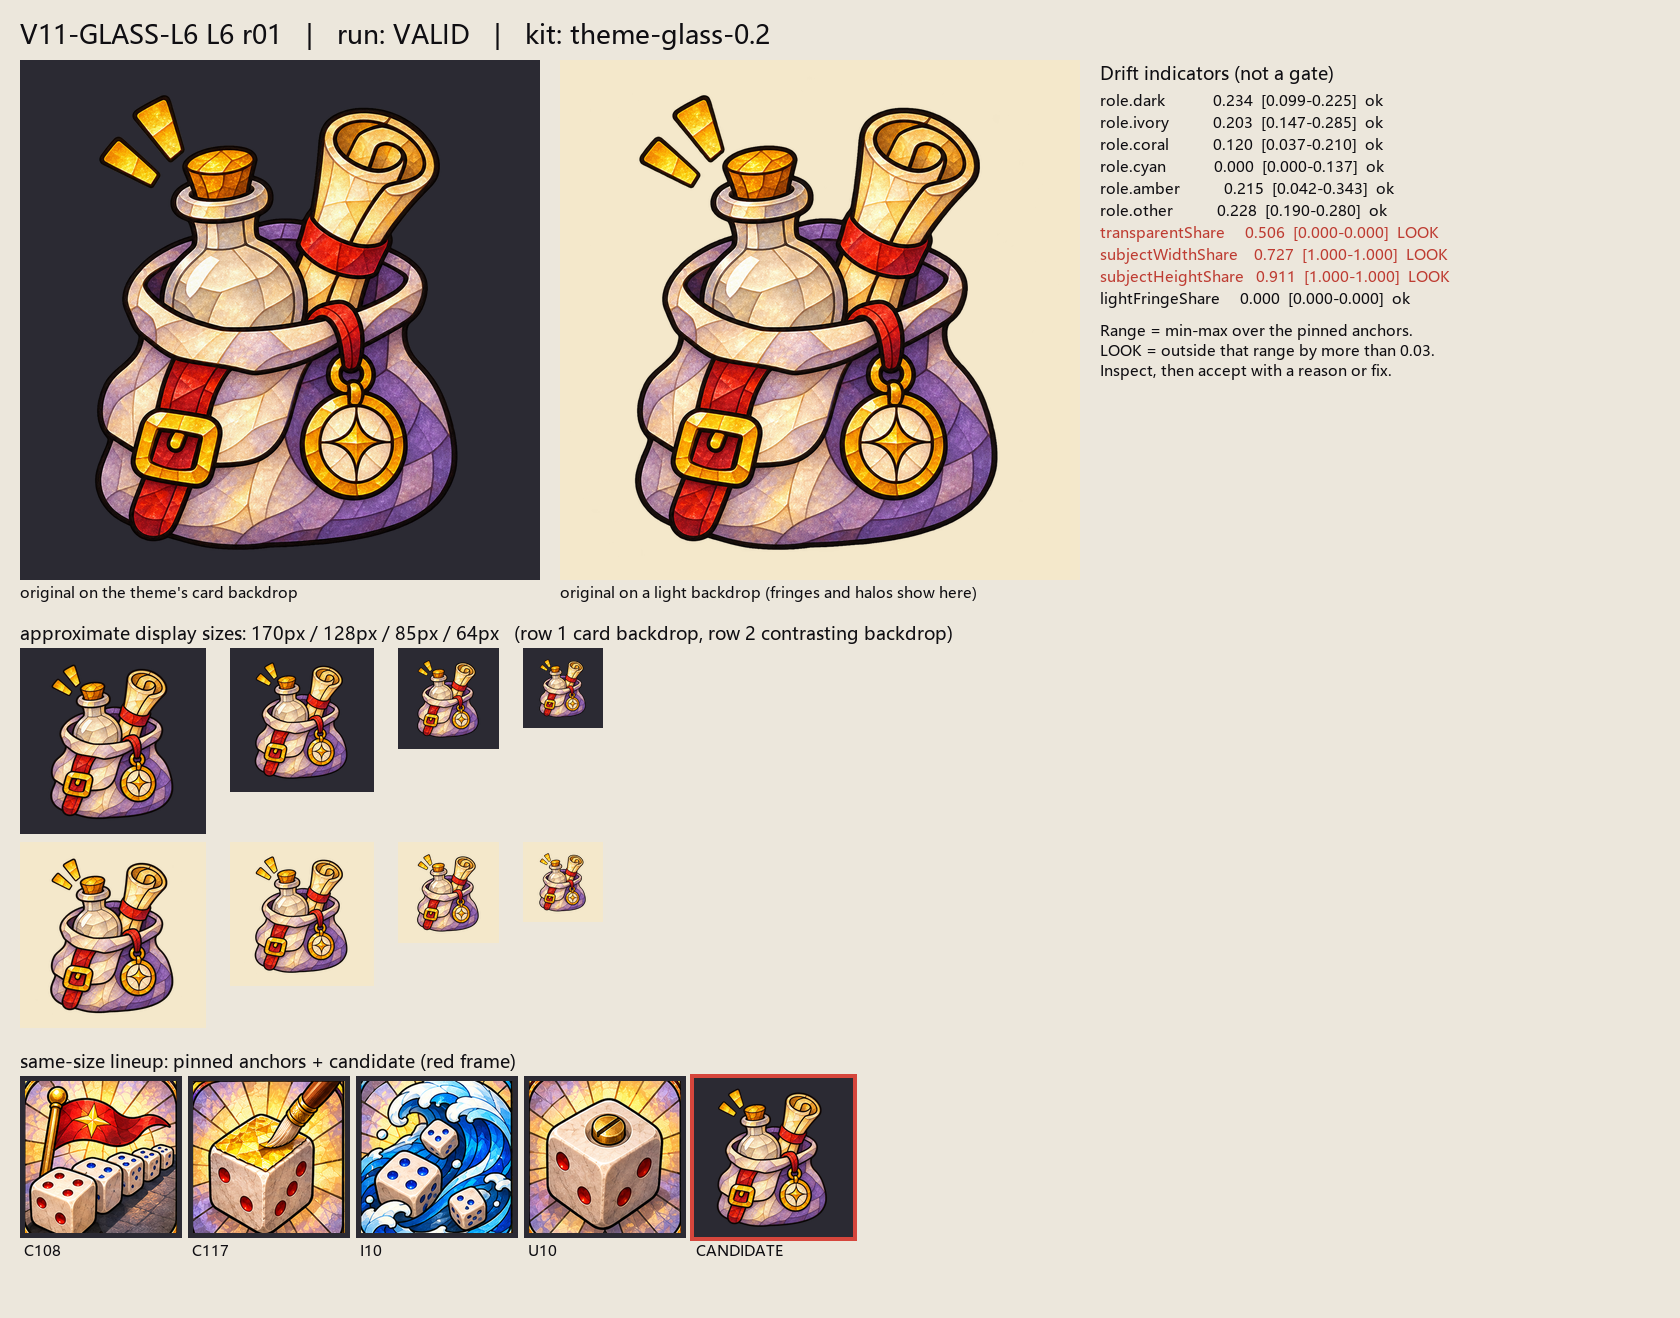 V11-GLASS-L6 L6 r01 | run: VALID | kit: theme-glass-0.2
Drift indicators (not a gate)
role.dark 0.234 [0.099-0.225] ok
role.ivory 0.203 [0.147-0.285] ok
role.coral 0.120 [0.037-0.210] ok
role.cyan 0.000 [0.000-0.137] ok
role.amber 0.215 [0.042-0.343] ok
role.other 0.228 [0.190-0.280] ok
transparentShare 0.506 [0.000-0.000] LOOK
subjectWidthShare 0.727 [1.000-1.000] LOOK
subjectHeightShare 0.911 [1.000-1.000] LOOK
lightFringeShare 0.000 [0.000-0.000] ok
Range = min-max over the pinned anchors.
LOOK = outside that range by more than 0.03.
Inspect, then accept with a reason or fix.
original on the theme's card backdrop
original on a light backdrop (fringes and halos show here)
approximate display sizes: 170px / 128px / 85px / 64px (row 1 card backdrop, row 2 contrasting backdrop)
same-size lineup: pinned anchors + candidate (red frame)
C108
C117
I10
U10
CANDIDATE